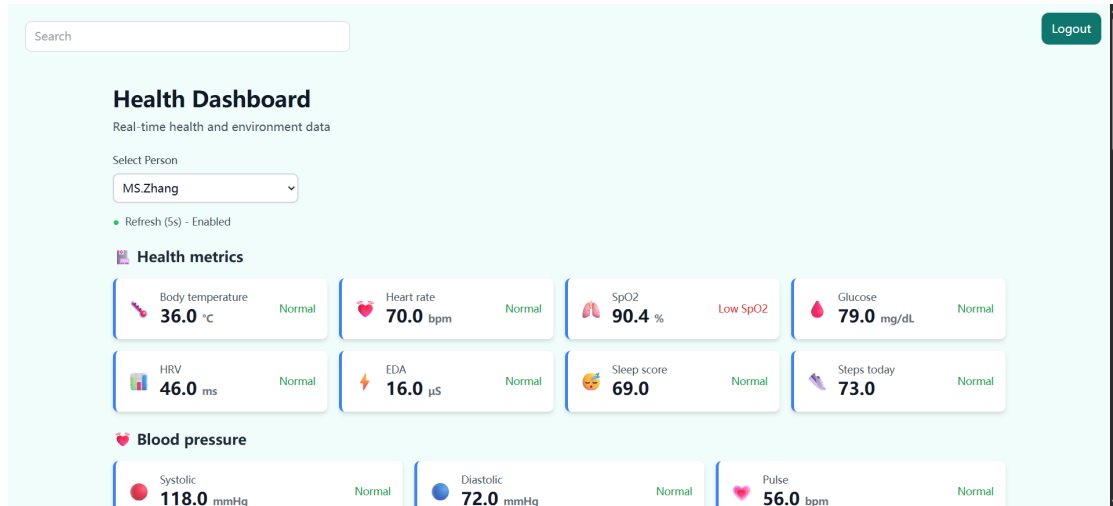 Search
Logout
Health Dashboard
Real-time health and environment data
Select Person
MS.Zhang
Refresh (5s) - Enabled
Health metrics
Body temperature
36.0 °C
Normal
Heart rate
70.0 bpm
Normal
SpO2
90.4 %
Low SpO2
Glucose
79.0 mg/dL
Normal
HRV
46.0 ms
Normal
EDA
16.0 µS
Normal
Sleep score
69.0
Normal
Steps today
73.0
Normal
Blood pressure
Systolic
118.0 mmHg
Normal
Diastolic
72.0 mmHg
Normal
Pulse
56.0 bpm
Normal